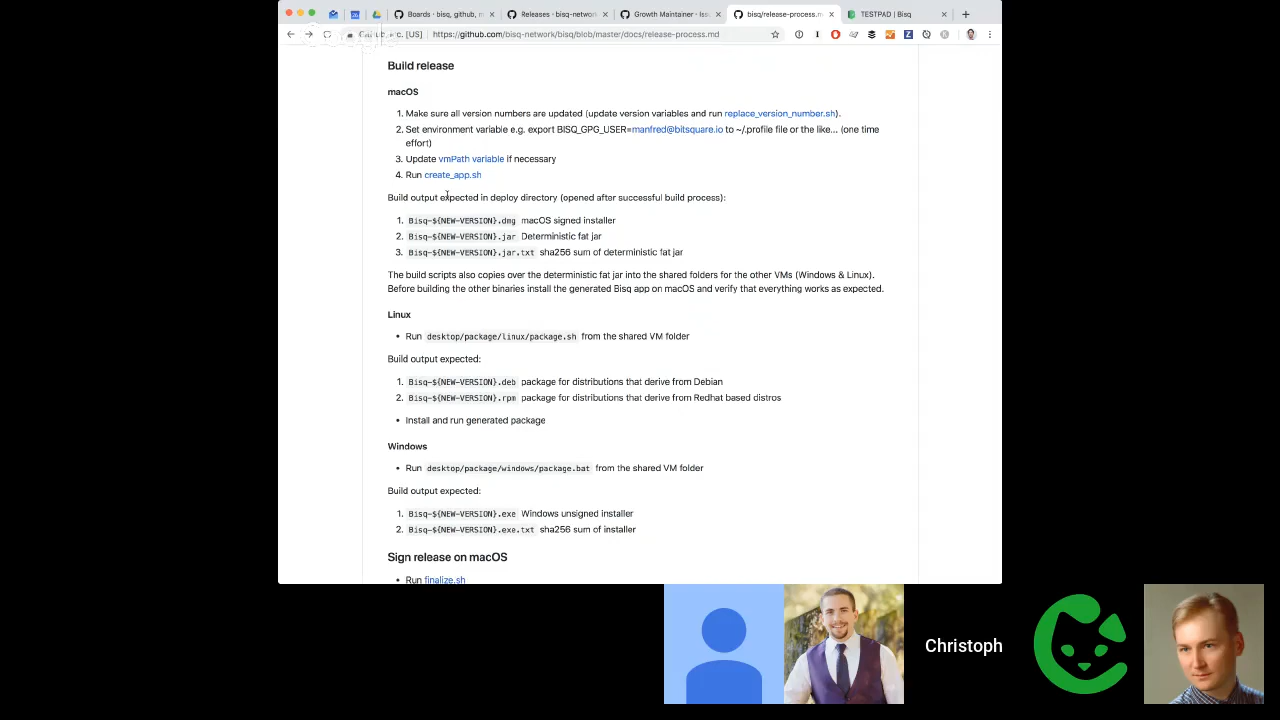 Boards - bisq, github, m
Releases · bisq-networ
Growth Maintainer · Iss
bisq/release-process.m
TESTPAD | Bisq
[US] https://github.com/bisq-network/bisq/blob/master/docs/release-process.md
Build release
macOS
1. Make sure all version numbers are updated (update version variables and run replace_version_number.sh).
2. Set environment variable e.g. export BISQ_GPG_USER=manfred@bitsquare.io to ~/.profile file or the like... (one time
effort)
3. Update vmPath variable if necessary
4. Run create_app.sh
Build output expected in deploy directory (opened after successful build process):
1. Bisq-${NEW-VERSION}.dmg macOS signed installer
2. Bisq-${NEW-VERSION}.jar Deterministic fat jar
3. Bisq-${NEW-VERSION}.jar.txt sha256 sum of deterministic fat jar
The build scripts also copies over the deterministic fat jar into the shared folders for the other VMs (Windows & Linux).
Before building the other binaries install the generated Bisq app on macOS and verify that everything works as expected.
Linux
• Run desktop/package/linux/package.sh from the shared VM folder
Build output expected:
1. Bisq-${NEW-VERSION}.deb package for distributions that derive from Debian
2. Bisq-${NEW-VERSION}.rpm package for distributions that derive from Redhat based distros
• Install and run generated package
Windows
• Run desktop/package/windows/package.bat from the shared VM folder
Build output expected:
1. Bisq-${NEW-VERSION}.exe Windows unsigned installer
2. Bisq-${NEW-VERSION}.exe.txt sha256 sum of installer
Sign release on macOS
• Run finalize.sh
Christoph